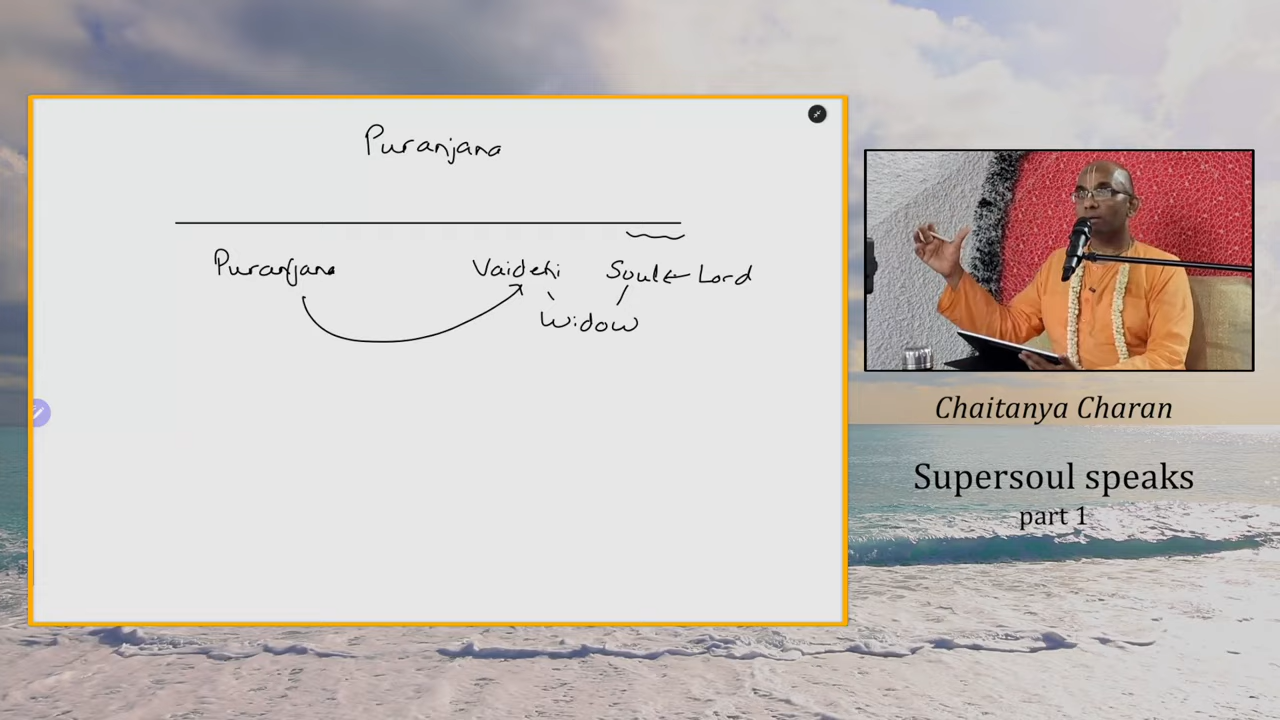 Puranjana
Puranjana Vaidehi Soul ← Lord
Widow
Chaitanya Charan
Supersoul speaks
part 1